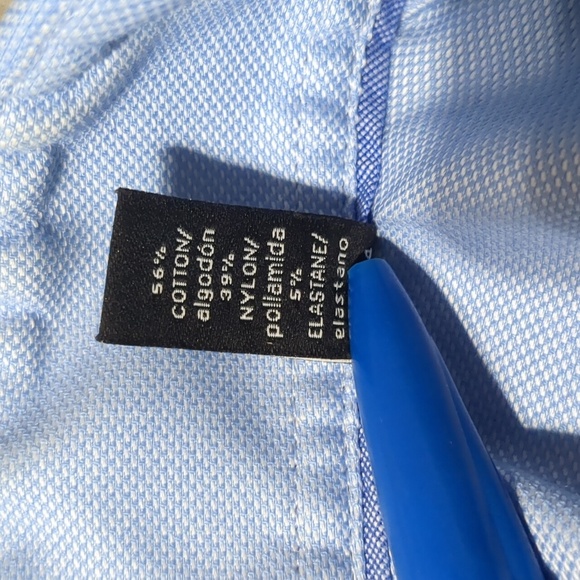 56%
COTTON/
algodón
39%
NYLON/
poliamida
5%
ELASTANE/
elastano